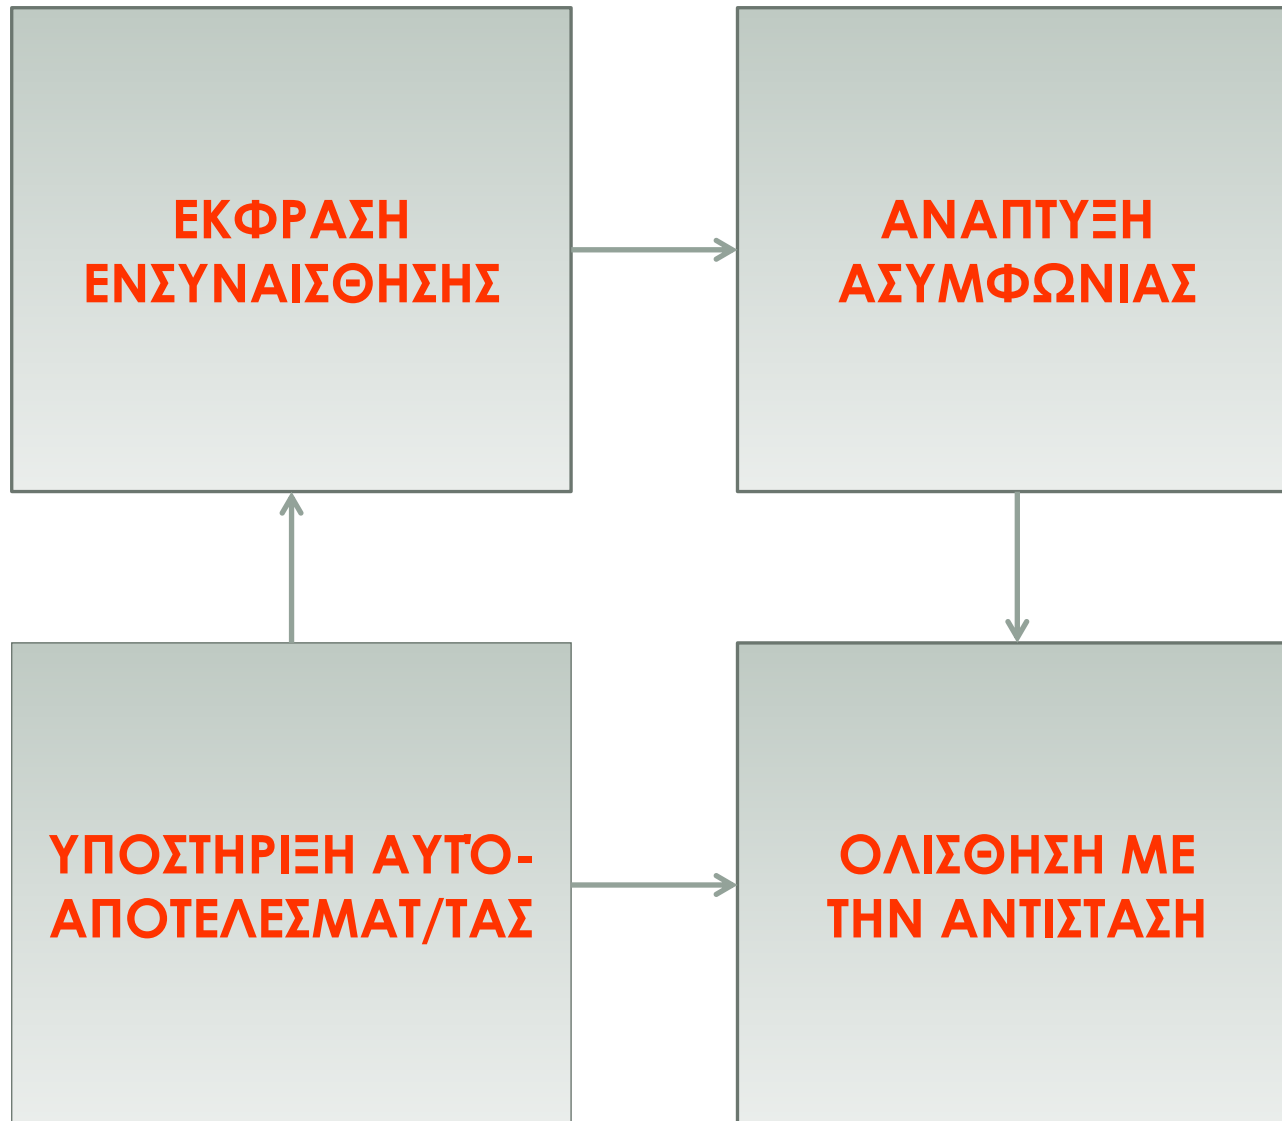 ΕΚΦΡΑΣΗ
ΕΝΣΥΝΑΙΣΘΗΣΗΣ
ΑΝΑΠΤΥΞΗ
ΑΣΥΜΦΩΝΙΑΣ
ΥΠΟΣΤΗΡΙΞΗ ΑΥΤΌ-
ΑΠΟΤΕΛΕΣΜΑΤ/ΤΑΣ
ΟΛΙΣΘΗΣΗ ΜΕ
ΤΗΝ ΑΝΤΙΣΤΑΣΗ